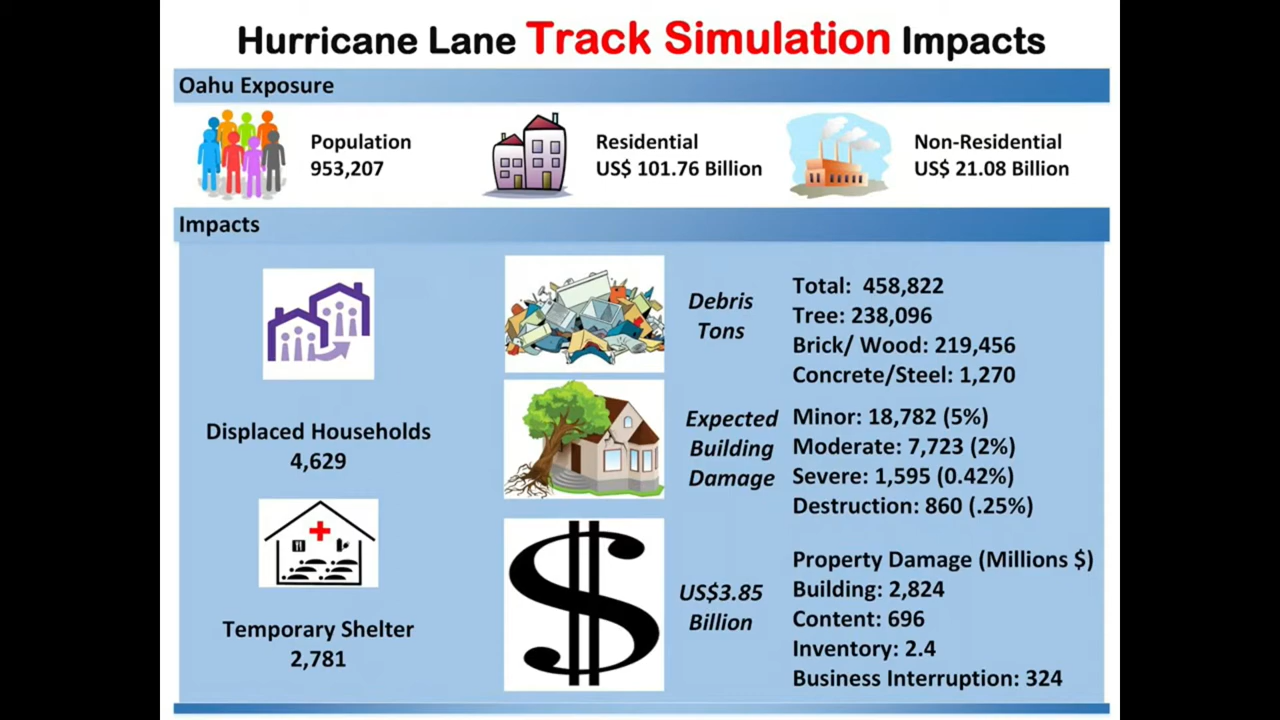 Hurricane Lane Track Simulation Impacts
Oahu Exposure
Population
953,207
Residential
US$ 101.76 Billion
Non-Residential
US$ 21.08 Billion
Impacts
Displaced Households
4,629
Temporary Shelter
2,781
Debris
Tons
Total: 458,822
Tree: 238,096
Brick/ Wood: 219,456
Concrete/Steel: 1,270
Expected
Building
Damage
Minor: 18,782 (5%)
Moderate: 7,723 (2%)
Severe: 1,595 (0.42%)
Destruction: 860 (.25%)
US$3.85
Billion
Property Damage (Millions $)
Building: 2,824
Content: 696
Inventory: 2.4
Business Interruption: 324